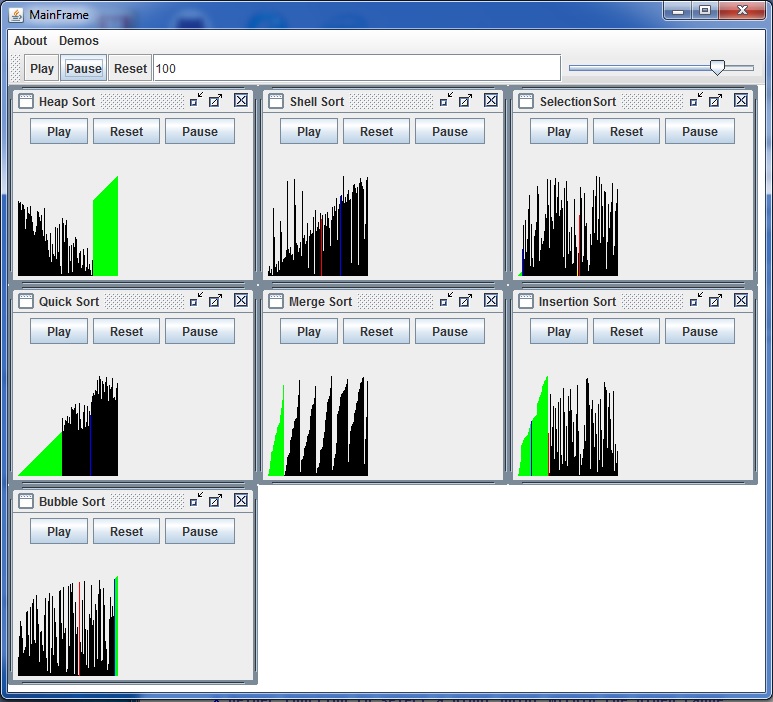 MainFrame
About Demos
Play Pause Reset 100
Heap Sort
Play Reset Pause
Shell Sort
Play Reset Pause
SelectionSort
Play Reset Pause
Quick Sort
Play Reset Pause
Merge Sort
Play Reset Pause
Insertion Sort
Play Reset Pause
Bubble Sort
Play Reset Pause